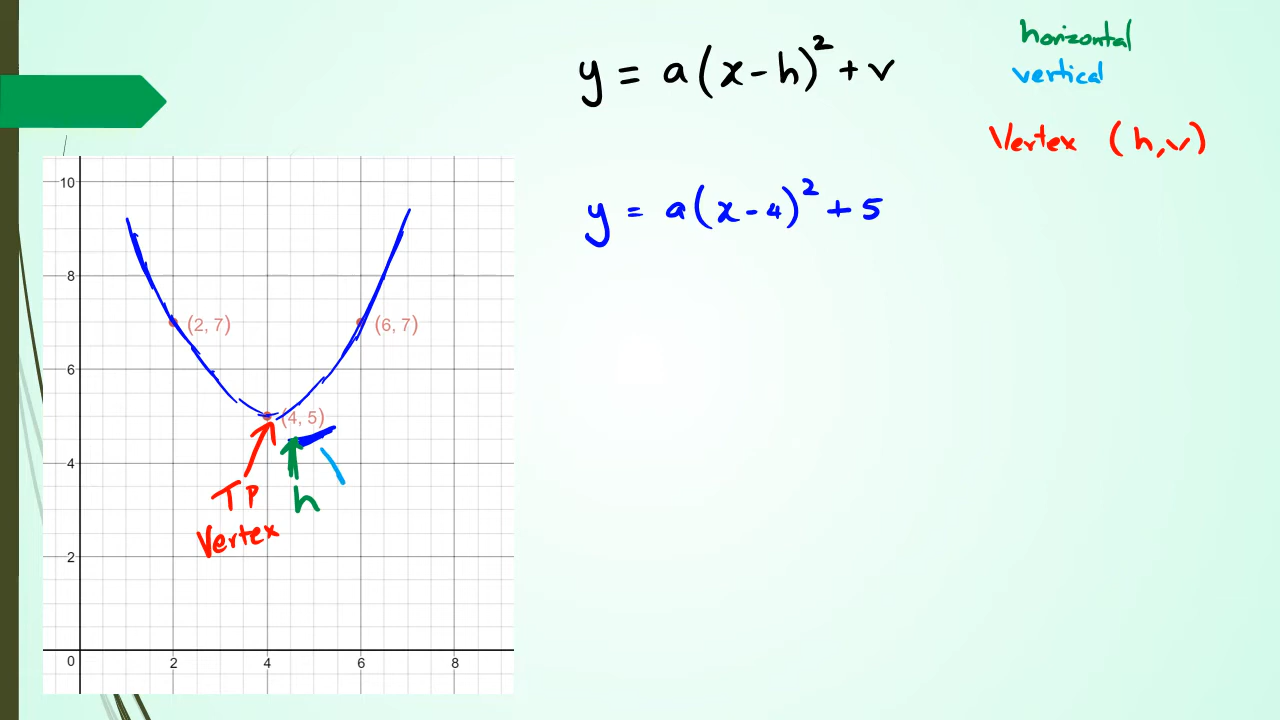 y = a(x-h)² + v
horizontal
vertical
Vertex (h,v)
y = a(x-4)² + 5
10
8
(2, 7)
(6, 7)
6
(4, 5)
4
TP
h
Vertex
2
0
2
4
6
8